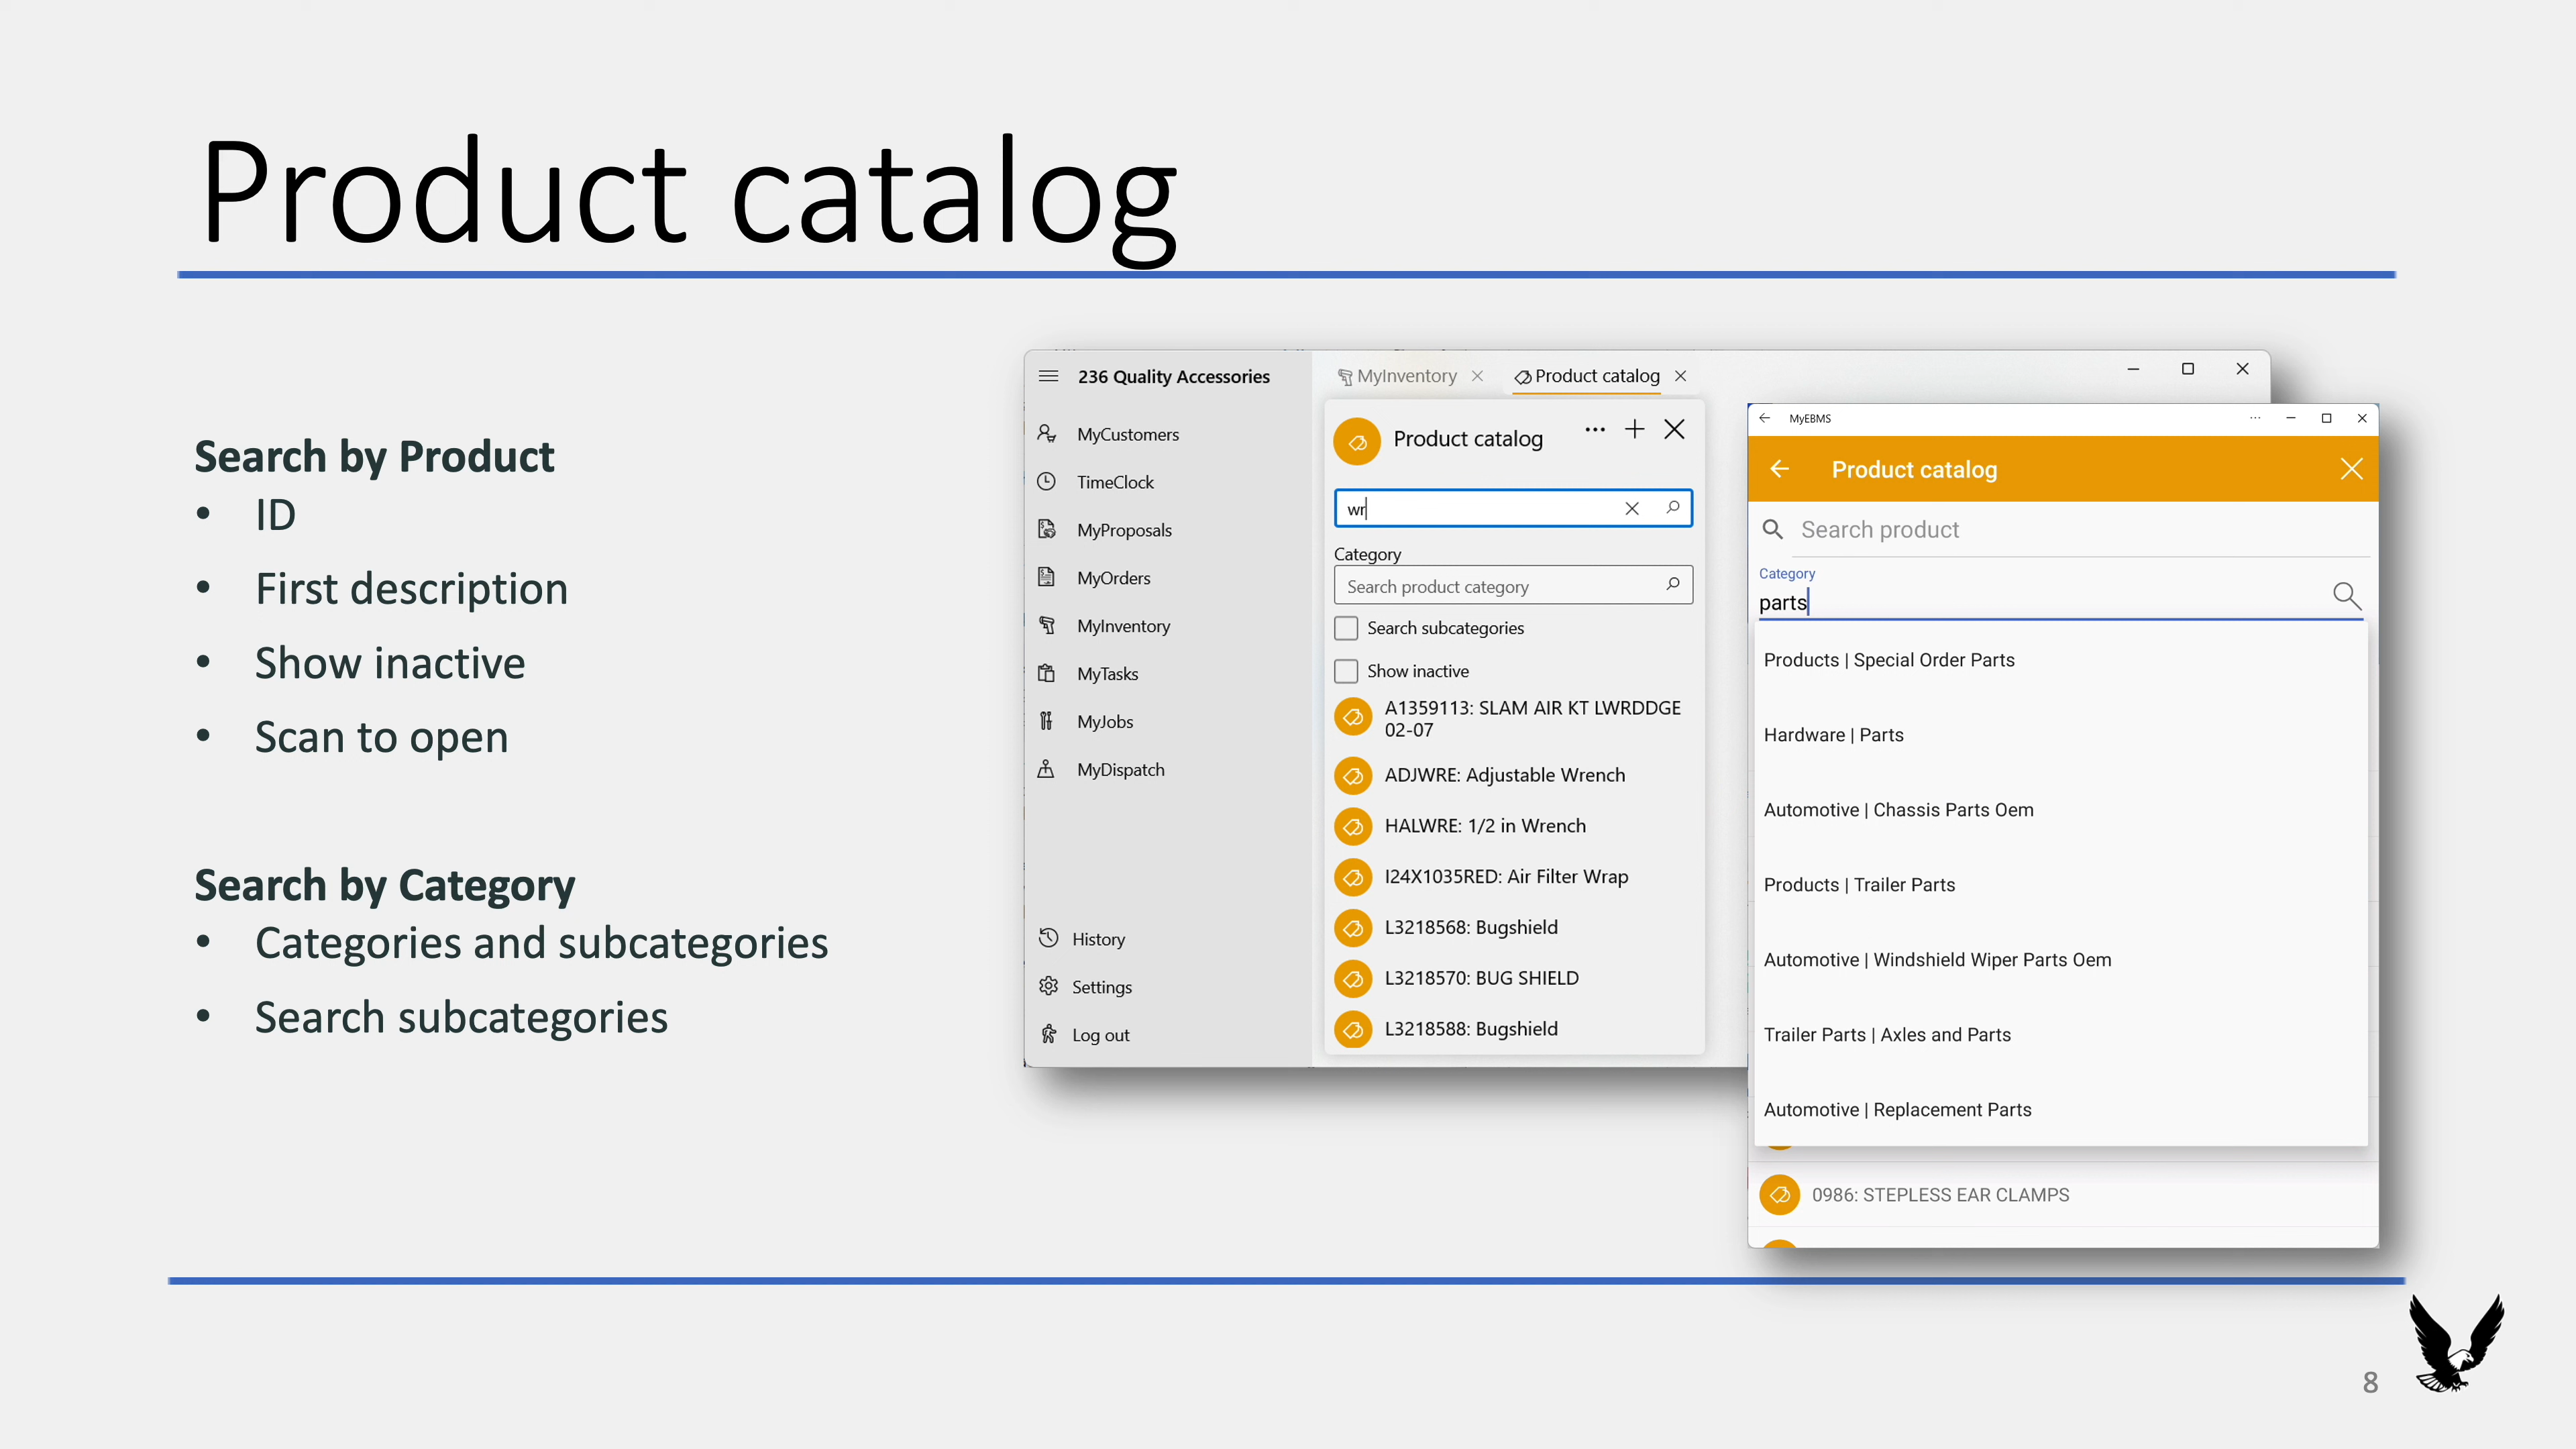 Product catalog
Search by Product
• ID
• First description
• Show inactive
• Scan to open
Search by Category
• Categories and subcategories
• Search subcategories
236 Quality Accessories
MyCustomers
TimeClock
MyProposals
MyOrders
MyInventory
MyTasks
MyJobs
MyDispatch
History
Settings
Log out
MyInventory
Product catalog
Product catalog
wr
Category
Search product category
Search subcategories
Show inactive
A1359113: SLAM AIR KT LWRDDGE
02-07
ADJWRE: Adjustable Wrench
HALWRE: 1/2 in Wrench
I24X1035RED: Air Filter Wrap
L3218568: Bugshield
L3218570: BUG SHIELD
L3218588: Bugshield
MyEBMS
Product catalog
Search product
Category
parts
Products | Special Order Parts
Hardware | Parts
Automotive | Chassis Parts Oem
Products | Trailer Parts
Automotive | Windshield Wiper Parts Oem
Trailer Parts | Axles and Parts
Automotive | Replacement Parts
0986: STEPLESS EAR CLAMPS
8